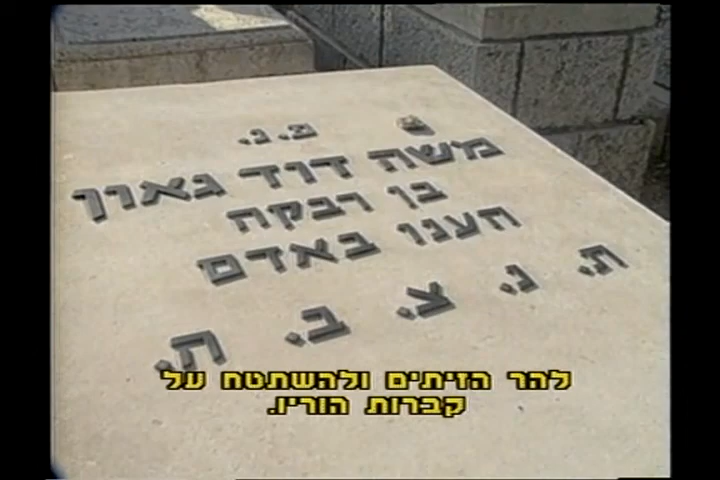 פ. נ.
משה דוד גאון
בן רבקה
הענו באדם
ת. נ. צ. ב. ה.
להר הזיתים ולהשתטח על
קברות הוריו.